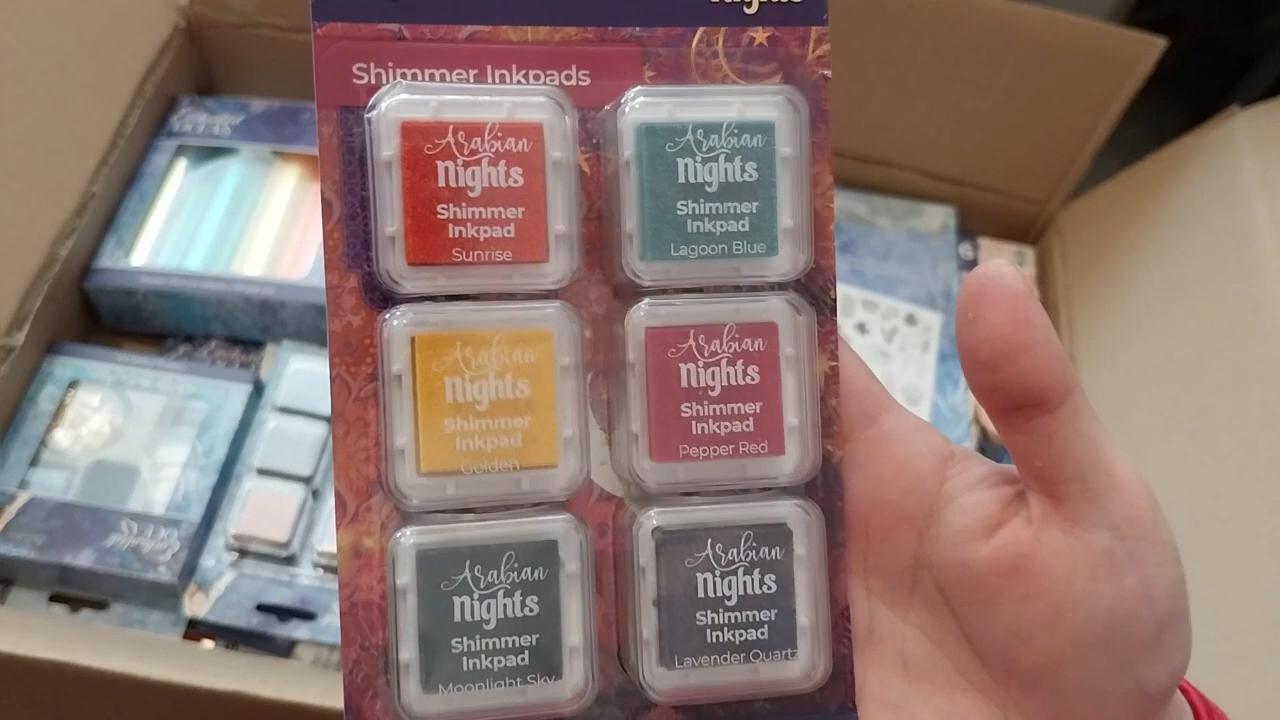 Nights
Shimmer Inkpads
Arabian
Nights
Shimmer
Inkpad
Sunrise
Arabian
Nights
Shimmer
Inkpad
Lagoon Blue
Arabian
Nights
Shimmer
Inkpad
Golden
Arabian
Nights
Shimmer
Inkpad
Pepper Red
Arabian
Nights
Shimmer
Inkpad
Moonlight Sky
Arabian
Nights
Shimmer
Inkpad
Lavender Quartz